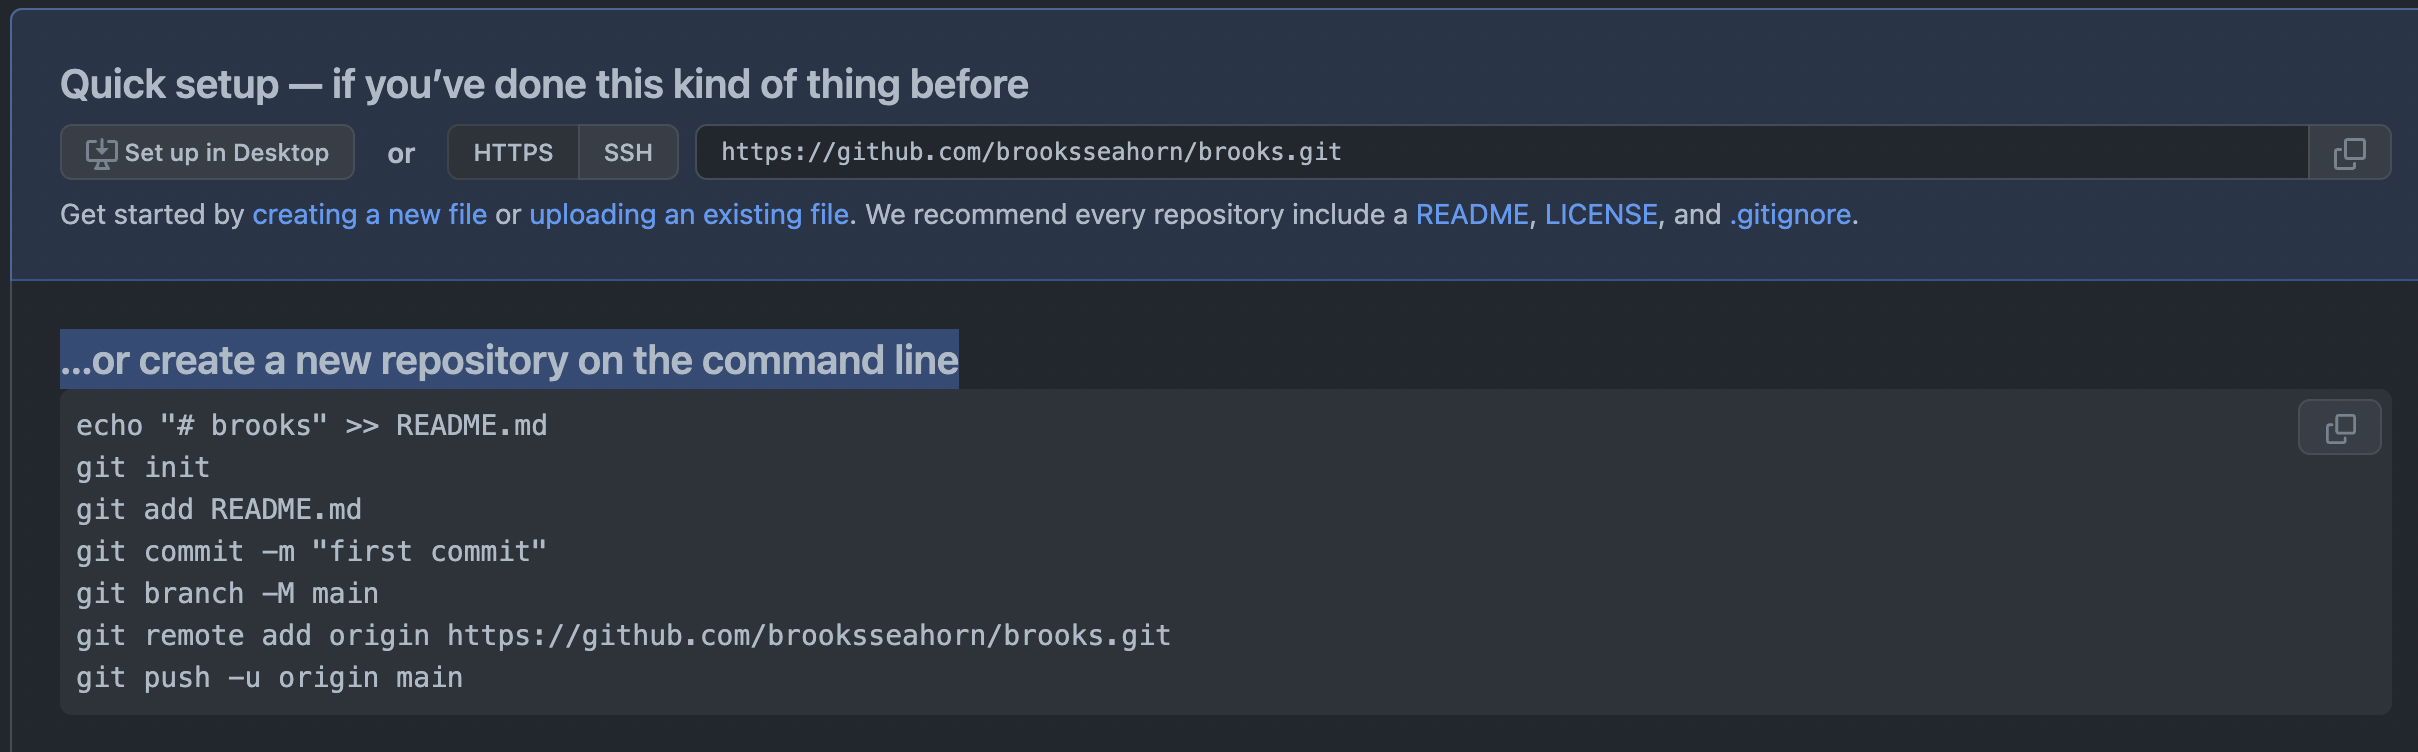 Quick setup — if you’ve done this kind of thing before
Set up in Desktop or HTTPS SSH https://github.com/brooksseahorn/brooks.git
Get started by creating a new file or uploading an existing file. We recommend every repository include a README, LICENSE, and .gitignore.
…or create a new repository on the command line
echo "# brooks" >> README.md
git init
git add README.md
git commit -m "first commit"
git branch -M main
git remote add origin https://github.com/brooksseahorn/brooks.git
git push -u origin main